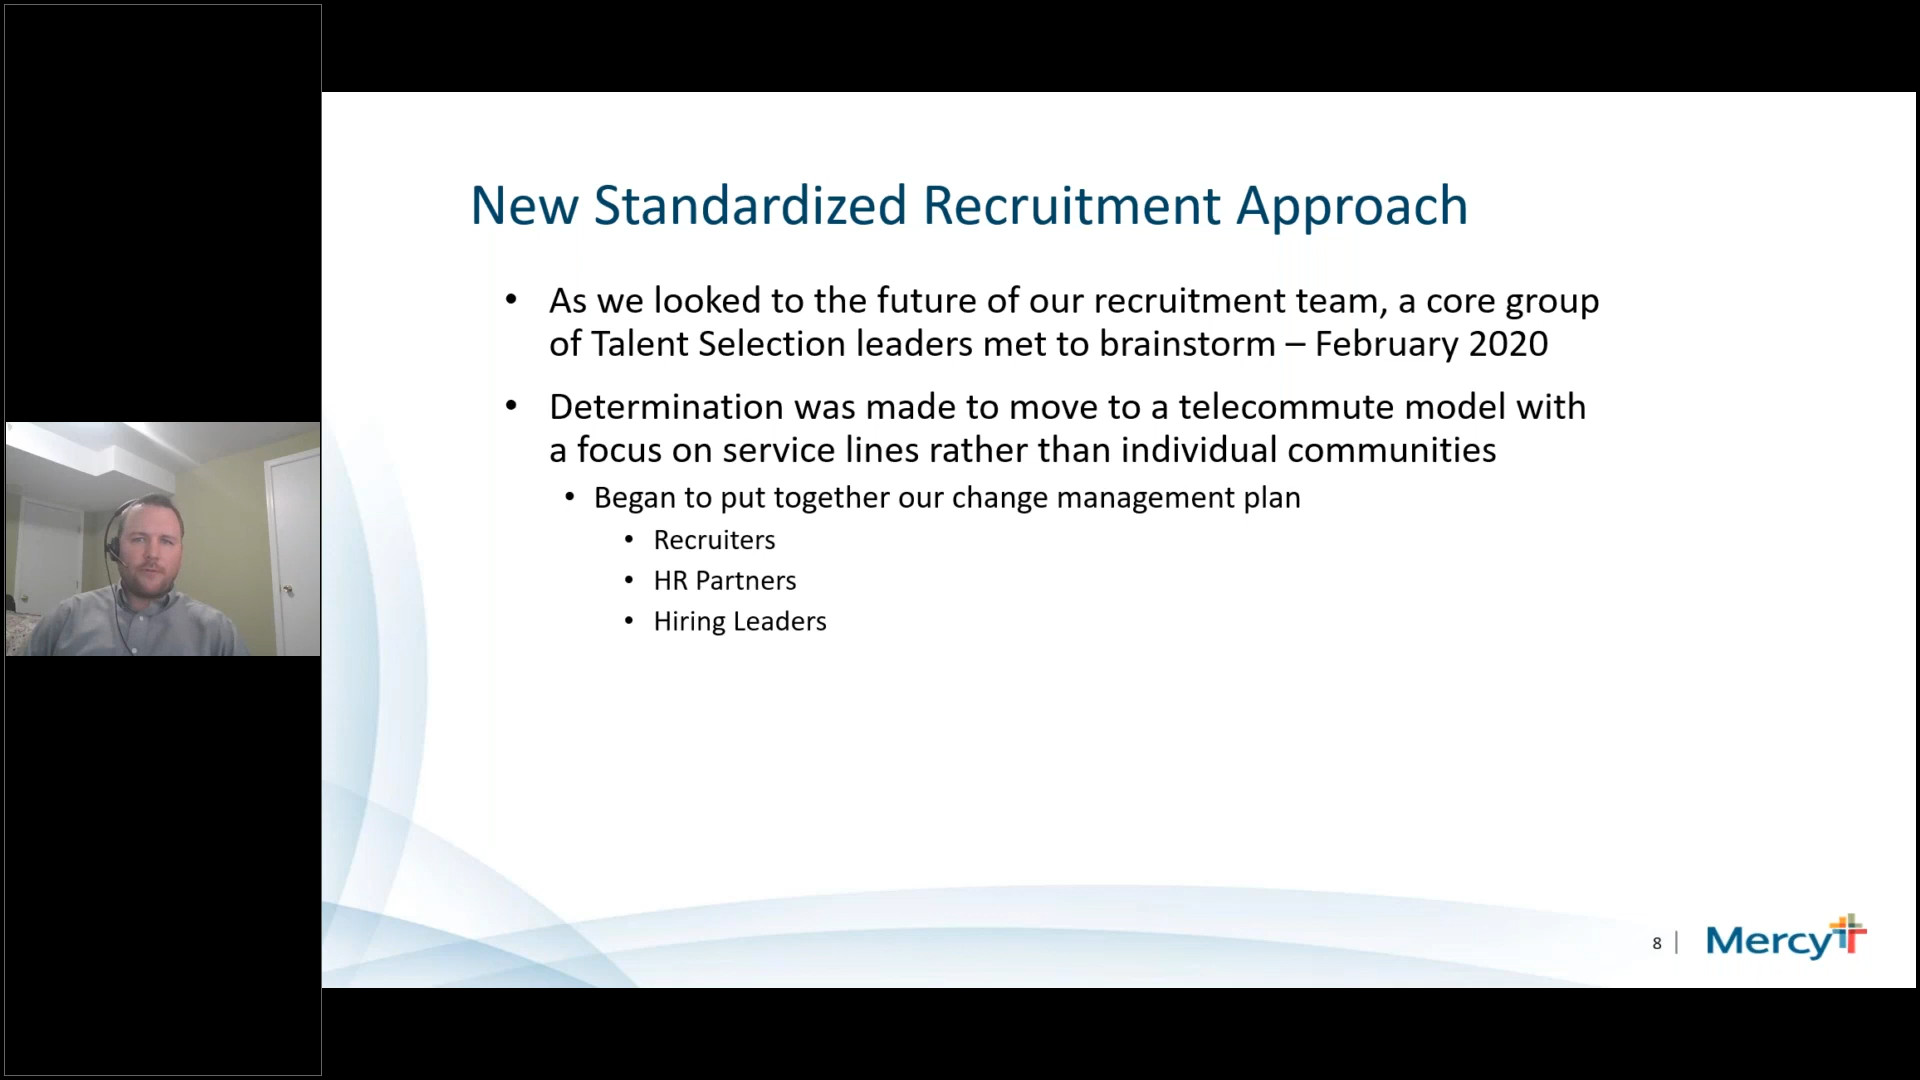 New Standardized Recruitment Approach
• As we looked to the future of our recruitment team, a core group
of Talent Selection leaders met to brainstorm – February 2020
• Determination was made to move to a telecommute model with
a focus on service lines rather than individual communities
• Began to put together our change management plan
• Recruiters
• HR Partners
• Hiring Leaders
8 | Mercy